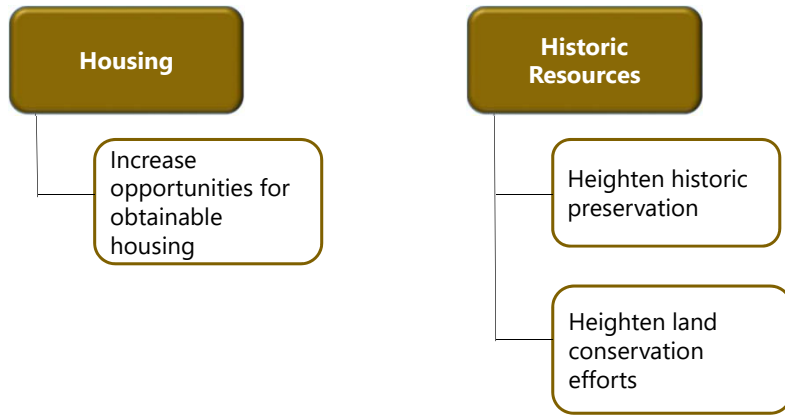 Housing
Increase
opportunities for
obtainable
housing
Historic
Resources
Heighten historic
preservation
Heighten land
conservation
efforts